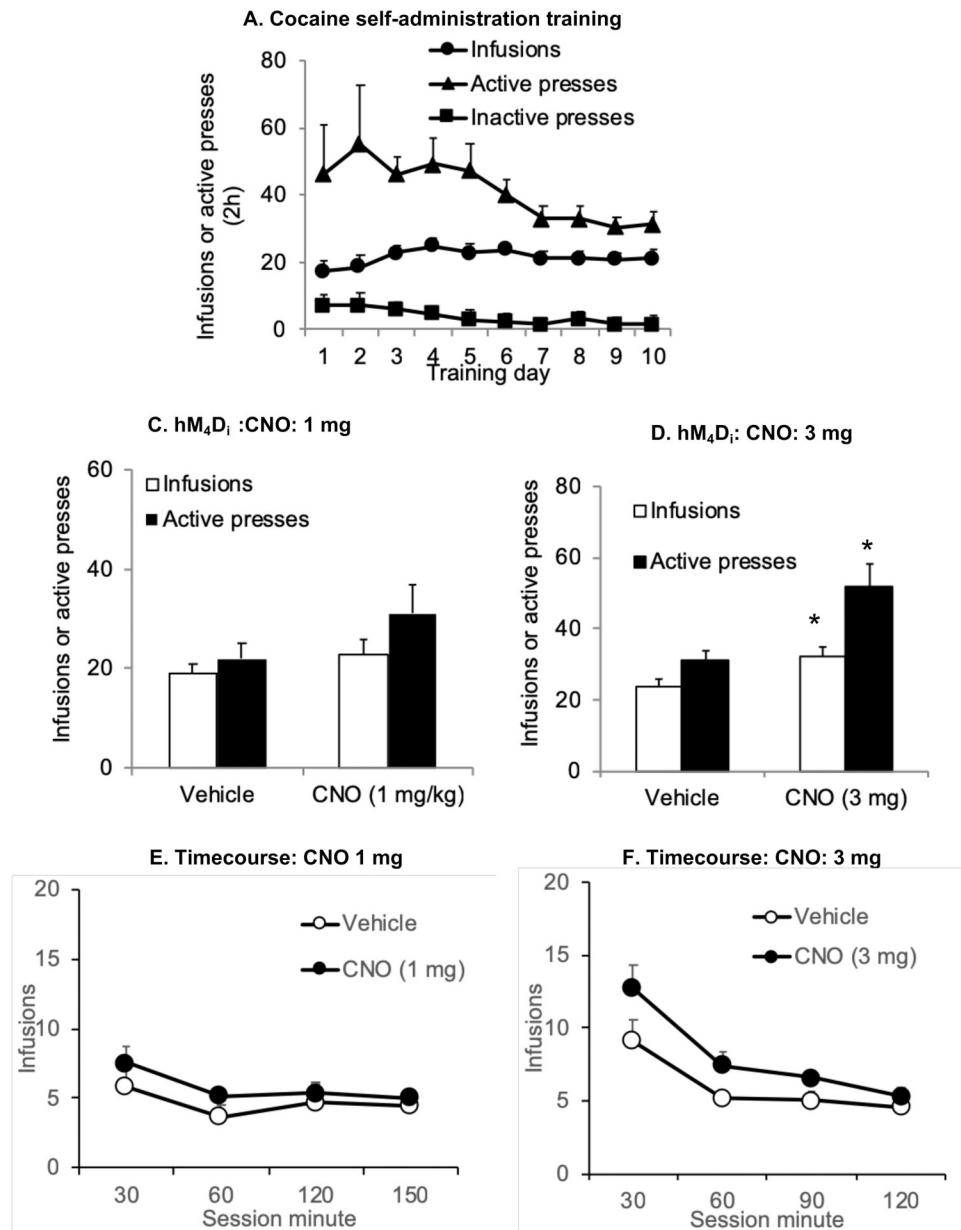 A. Cocaine self-administration training
Infusions
Active presses
Inactive presses
Infusions or active presses
(2h)
80
60
40
20
0
1 2 3 4 5 6 7 8 9 10
Training day
C. hM₄Dᵢ :CNO: 1 mg
Infusions
Active presses
Infusions or active presses
60
40
20
0
Vehicle CNO (1 mg/kg)
D. hM₄Dᵢ: CNO: 3 mg
Infusions
Active presses
Infusions or active presses
80
60
40
20
0
*
*
Vehicle CNO (3 mg)
E. Timecourse: CNO 1 mg
Vehicle
CNO (1 mg)
Infusions
20
15
10
5
0
30 60 120 150
Session minute
F. Timecourse: CNO: 3 mg
Vehicle
CNO (3 mg)
Infusions
20
15
10
5
0
30 60 90 120
Session minute